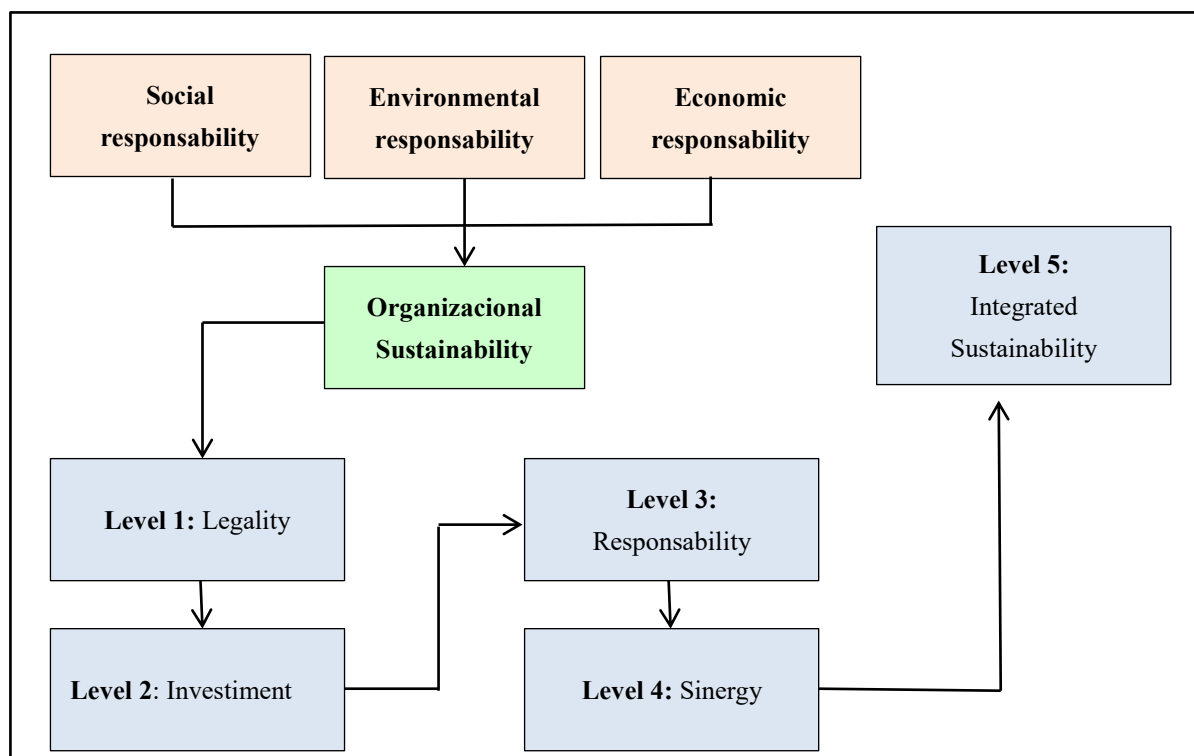 Social
responsability
Environmental
responsability
Economic
responsability
Organizacional
Sustainability
Level 1: Legality
Level 2: Investiment
Level 3:
Responsability
Level 4: Sinergy
Level 5:
Integrated
Sustainability